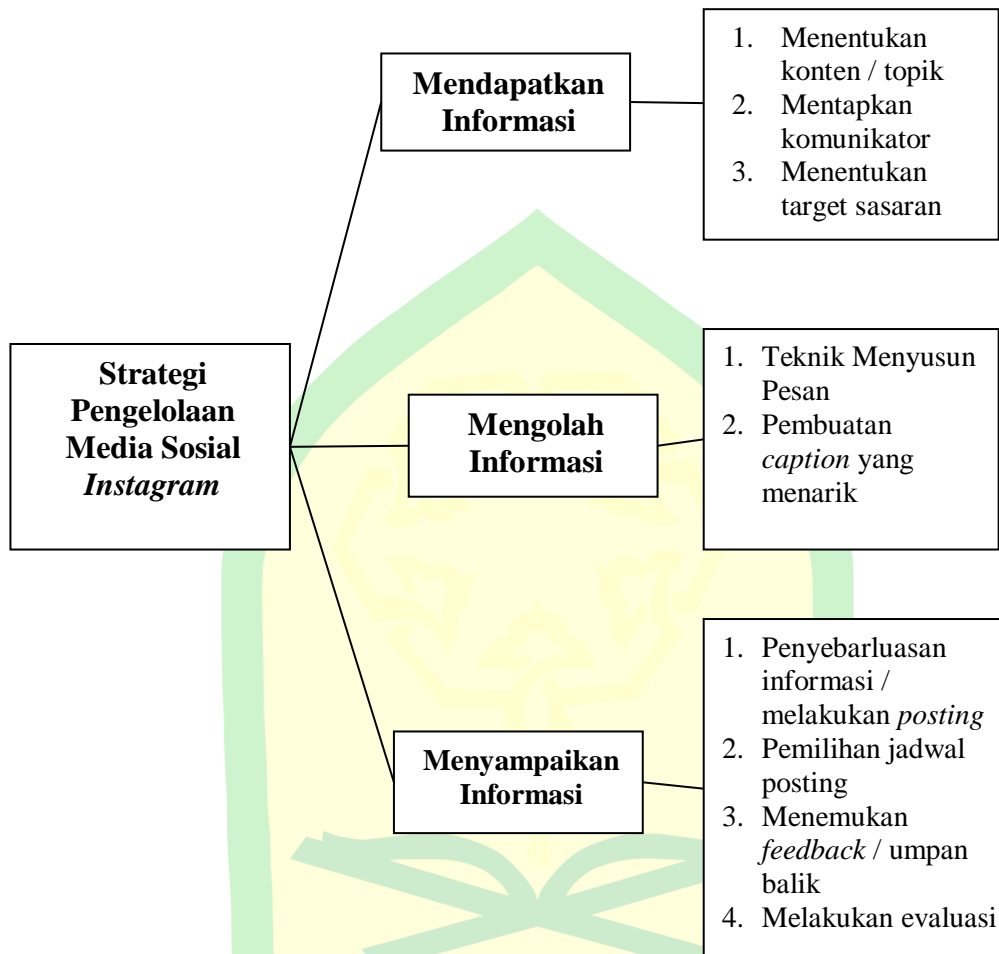 Mendapatkan
Informasi
1. Menentukan
konten / topik
2. Mentapkan
komunikator
3. Menentukan
target sasaran
Strategi
Pengelolaan
Media Sosial
Instagram
Mengolah
Informasi
1. Teknik Menyusun
Pesan
2. Pembuatan
caption yang
menarik
Menyampaikan
Informasi
1. Penyebarluasan
informasi /
melakukan posting
2. Pemilihan jadwal
posting
3. Menemukan
feedback / umpan
balik
4. Melakukan evaluasi